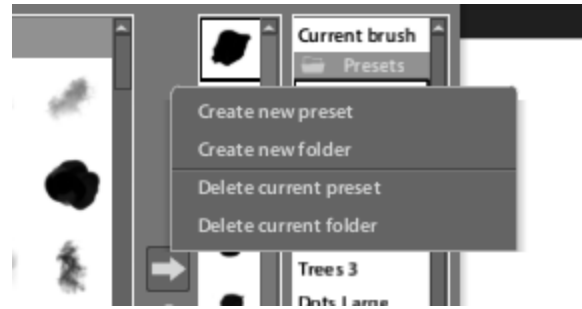 Current brush
Presets
Create new preset
Create new folder
Delete current preset
Delete current folder
Trees 3
Dots Large